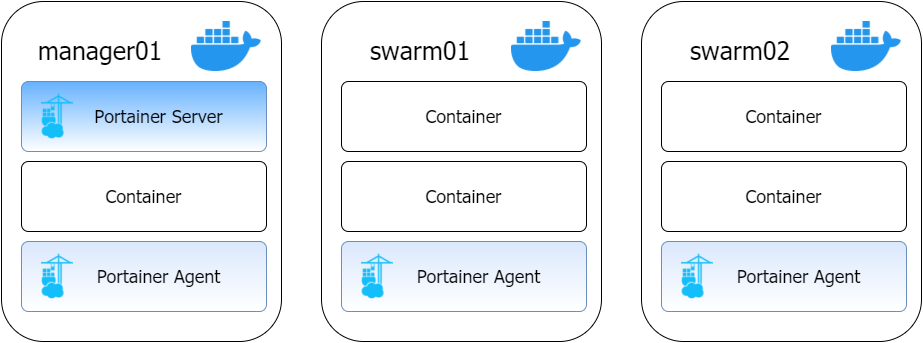 manager01
Portainer Server
Container
Portainer Agent
swarm01
Container
Container
Portainer Agent
swarm02
Container
Container
Portainer Agent